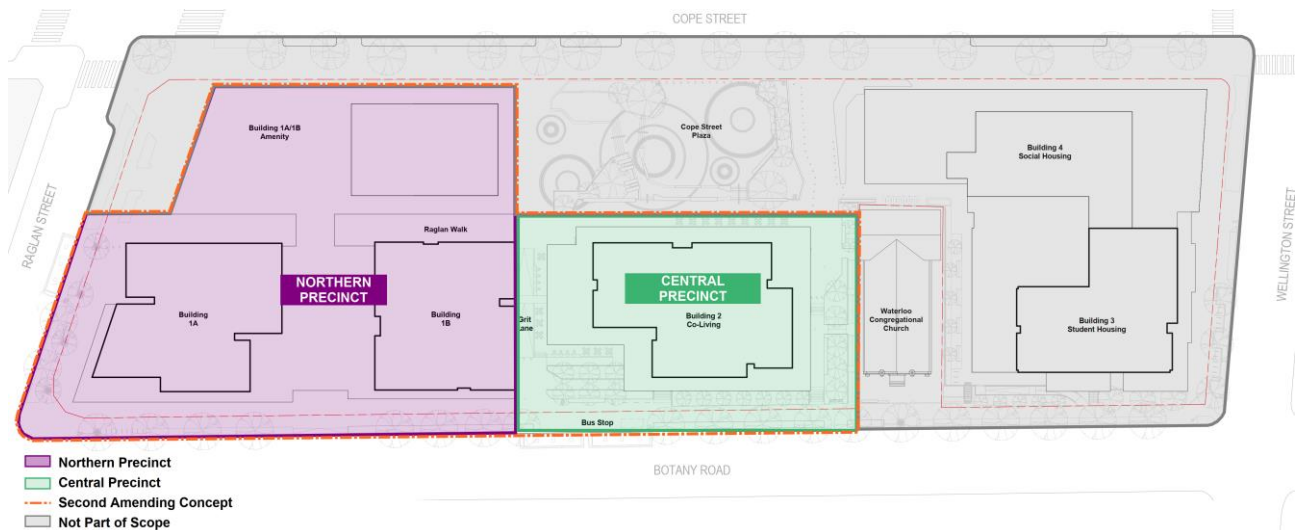 COPE STREET
RAGLAN STREET
WELLINGTON STREET
BOTANY ROAD
Building 1A/1B
Amenity
Cope Street
Plaza
Building 4
Social Housing
Raglan Walk
NORTHERN
PRECINCT
CENTRAL
PRECINCT
Building
1A
Building
1B
Grit
Lane
Building 2
Co-Living
Waterloo
Congregational
Church
Building 3
Student Housing
Bus Stop
Northern Precinct
Central Precinct
Second Amending Concept
Not Part of Scope